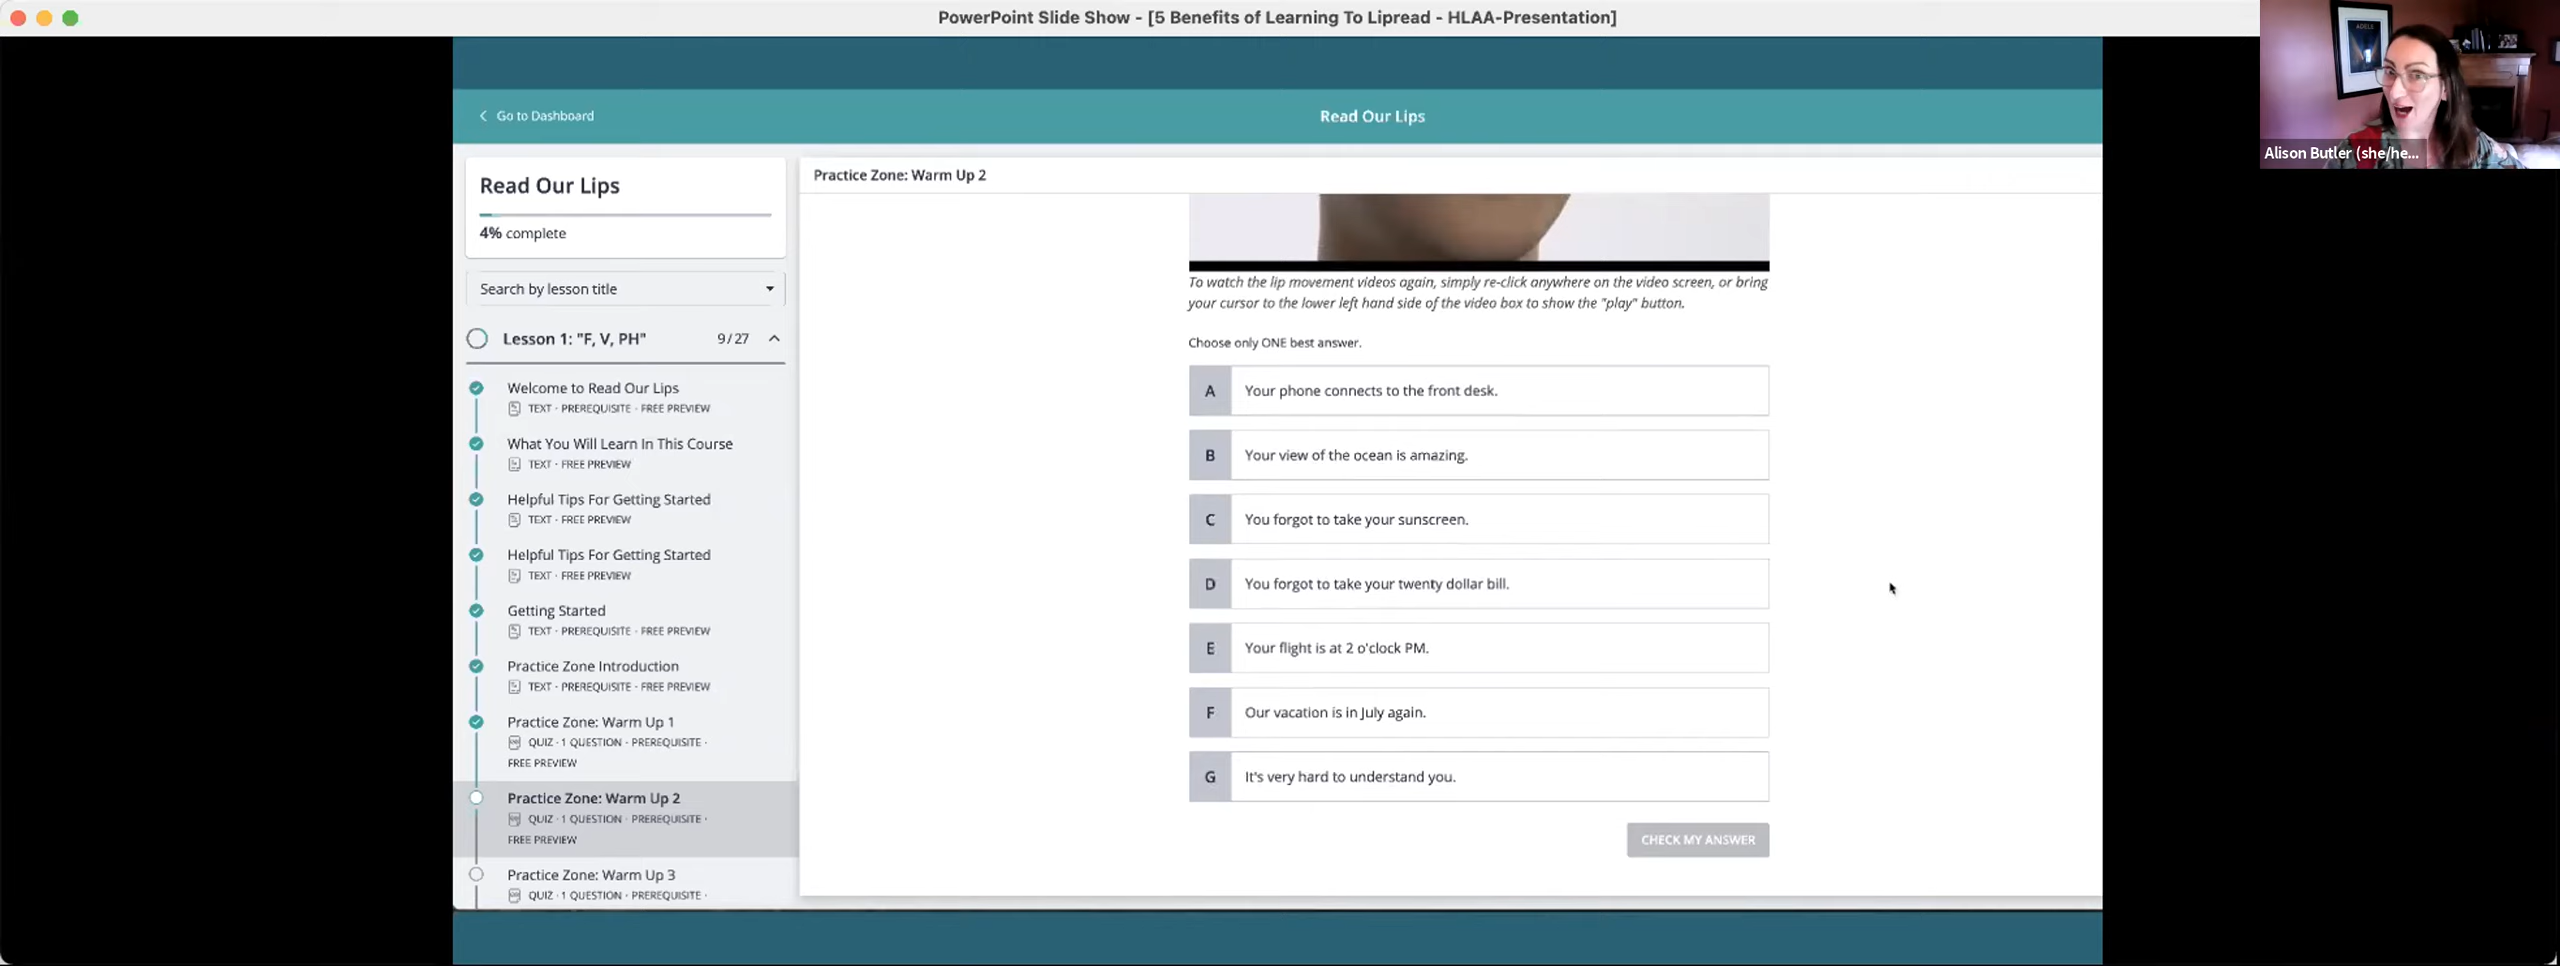 PowerPoint Slide Show - [5 Benefits of Learning To Lipread - HLAA-Presentation]
ADELE
Alison Butler (she/he...
Go to Dashboard
Read Our Lips
Read Our Lips
4% complete
Search by lesson title
Lesson 1: "F, V, PH" 9 / 27
Welcome to Read Our Lips
TEXT · PREREQUISITE · FREE PREVIEW
What You Will Learn In This Course
TEXT · FREE PREVIEW
Helpful Tips For Getting Started
TEXT · FREE PREVIEW
Helpful Tips For Getting Started
TEXT · FREE PREVIEW
Getting Started
TEXT · PREREQUISITE · FREE PREVIEW
Practice Zone Introduction
TEXT · PREREQUISITE · FREE PREVIEW
Practice Zone: Warm Up 1
QUIZ · 1 QUESTION · PREREQUISITE ·
FREE PREVIEW
Practice Zone: Warm Up 2
QUIZ · 1 QUESTION · PREREQUISITE ·
FREE PREVIEW
Practice Zone: Warm Up 3
QUIZ · 1 QUESTION · PREREQUISITE ·
Practice Zone: Warm Up 2
To watch the lip movement videos again, simply re-click anywhere on the video screen, or bring
your cursor to the lower left hand side of the video box to show the "play" button.
Choose only ONE best answer.
A Your phone connects to the front desk.
B Your view of the ocean is amazing.
C You forgot to take your sunscreen.
D You forgot to take your twenty dollar bill.
E Your flight is at 2 o'clock PM.
F Our vacation is in July again.
G It's very hard to understand you.
CHECK MY ANSWER